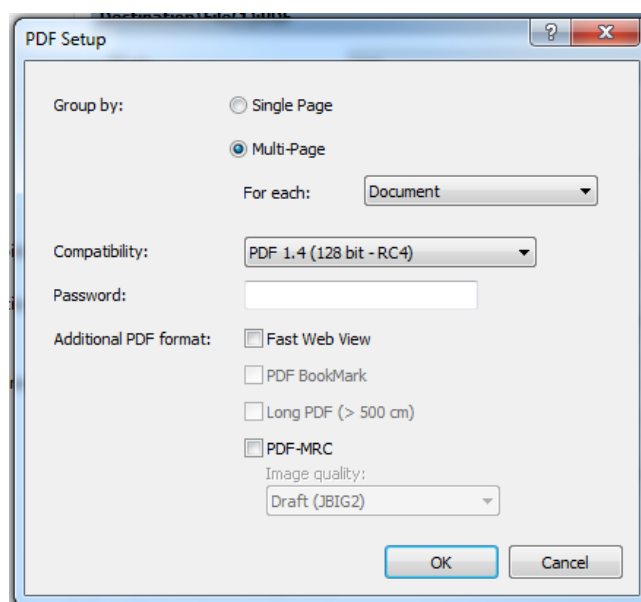 PDF Setup
Group by:
Single Page
Multi-Page
For each:
Document
Compatibility:
PDF 1.4 (128 bit - RC4)
Password:
Additional PDF format:
Fast Web View
PDF BookMark
Long PDF (> 500 cm)
PDF-MRC
Image quality:
Draft (JBIG2)
OK
Cancel